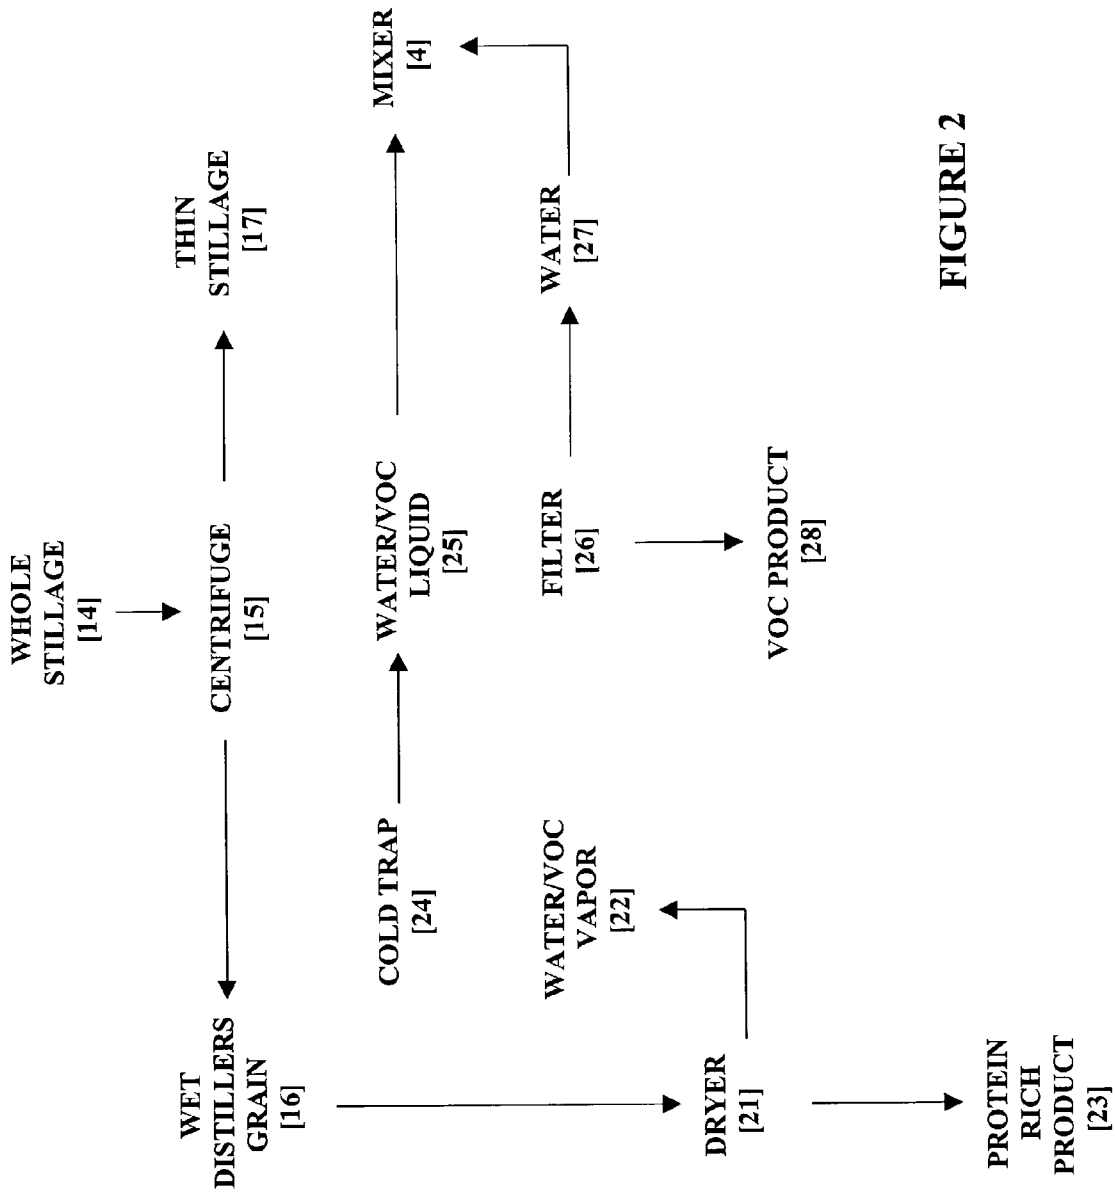 WHOLE
STILLAGE
[14]
WET
DISTILLERS
GRAIN
[16]
CENTRIFUGE
[15]
THIN
STILLAGE
[17]
COLD TRAP
[24]
WATER/VOC
LIQUID
[25]
MIXER
[4]
WATER/VOC
VAPOR
[22]
FILTER
[26]
WATER
[27]
DRYER
[21]
VOC PRODUCT
[28]
PROTEIN
RICH
PRODUCT
[23]
FIGURE 2